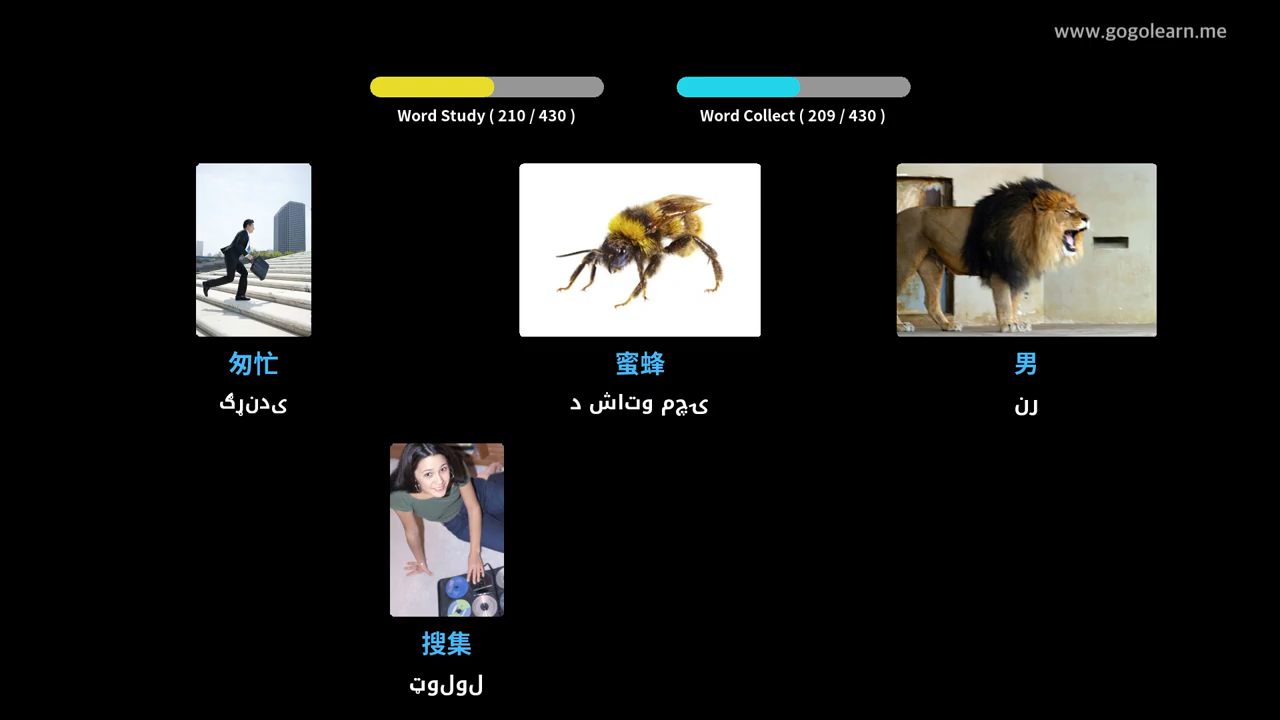 www.gogolearn.me
Word Study ( 210 / 430 )
Word Collect ( 209 / 430 )
匆忙
ګړندی
蜜蜂
د شاتو مچۍ
男
نر
搜集
ټولول